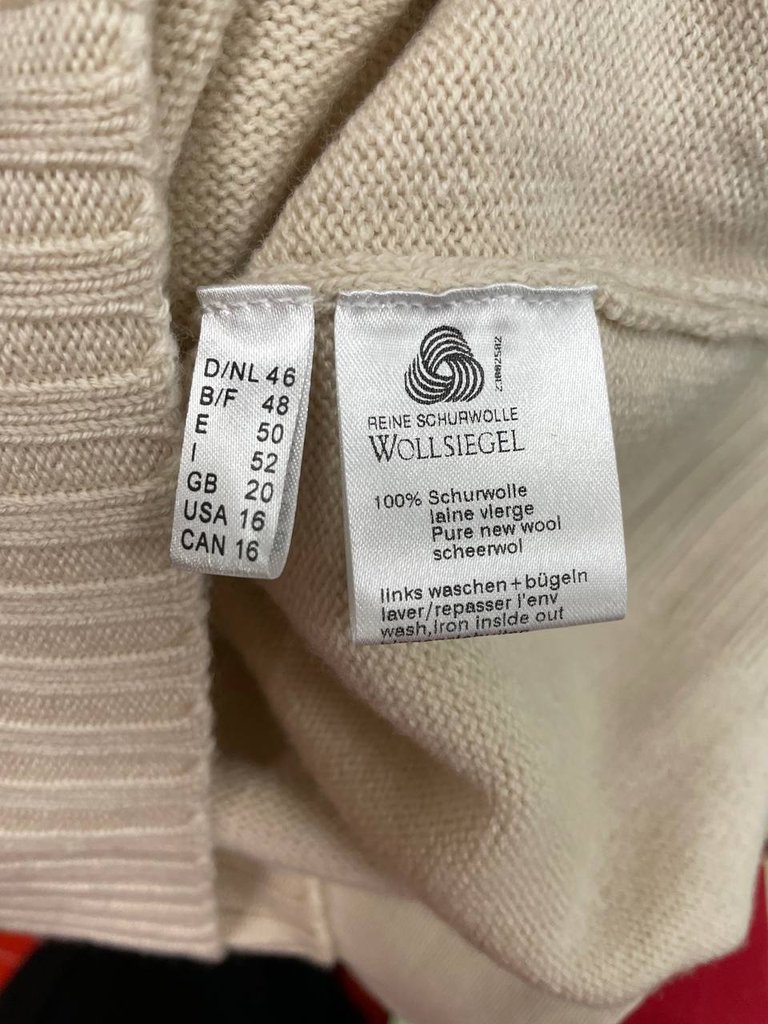 D/NL 46
B/F 48
E 50
I 52
GB 20
USA 16
CAN 16
REINE SCHURWOLLE
WOLLSIEGEL
100% Schurwolle
laine vierge
Pure new wool
scheerwol
links waschen+bügeln
laver/repasser l'env
wash,iron inside out